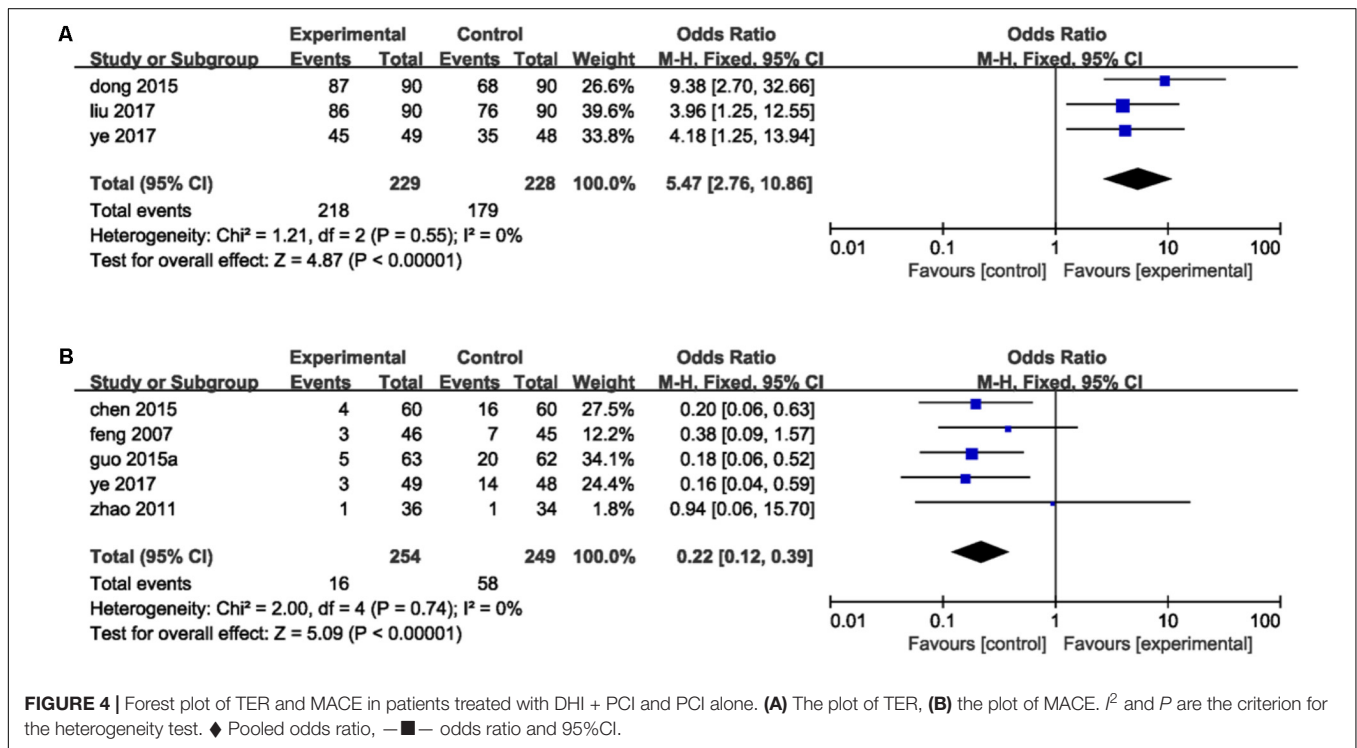 A
Experimental Control Odds Ratio Odds Ratio
Study or Subgroup Events Total Events Total Weight M-H, Fixed, 95% CI M-H, Fixed, 95% CI
dong 2015 87 90 68 90 26.6% 9.38 [2.70, 32.66]
liu 2017 86 90 76 90 39.6% 3.96 [1.25, 12.55]
ye 2017 45 49 35 48 33.8% 4.18 [1.25, 13.94]
Total (95% CI) 229 228 100.0% 5.47 [2.76, 10.86]
Total events 218 179
Heterogeneity: Chi² = 1.21, df = 2 (P = 0.55); I² = 0%
Test for overall effect: Z = 4.87 (P < 0.00001)
0.01 0.1 1 10 100
Favours [control] Favours [experimental]
B
Experimental Control Odds Ratio Odds Ratio
Study or Subgroup Events Total Events Total Weight M-H, Fixed, 95% CI M-H, Fixed, 95% CI
chen 2015 4 60 16 60 27.5% 0.20 [0.06, 0.63]
feng 2007 3 46 7 45 12.2% 0.38 [0.09, 1.57]
guo 2015a 5 63 20 62 34.1% 0.18 [0.06, 0.52]
ye 2017 3 49 14 48 24.4% 0.16 [0.04, 0.59]
zhao 2011 1 36 1 34 1.8% 0.94 [0.06, 15.70]
Total (95% CI) 254 249 100.0% 0.22 [0.12, 0.39]
Total events 16 58
Heterogeneity: Chi² = 2.00, df = 4 (P = 0.74); I² = 0%
Test for overall effect: Z = 5.09 (P < 0.00001)
0.01 0.1 1 10 100
Favours [control] Favours [experimental]
FIGURE 4 | Forest plot of TER and MACE in patients treated with DHI + PCI and PCI alone. (A) The plot of TER, (B) the plot of MACE. I² and P are the criterion for
the heterogeneity test. ♦ Pooled odds ratio, —■— odds ratio and 95%CI.